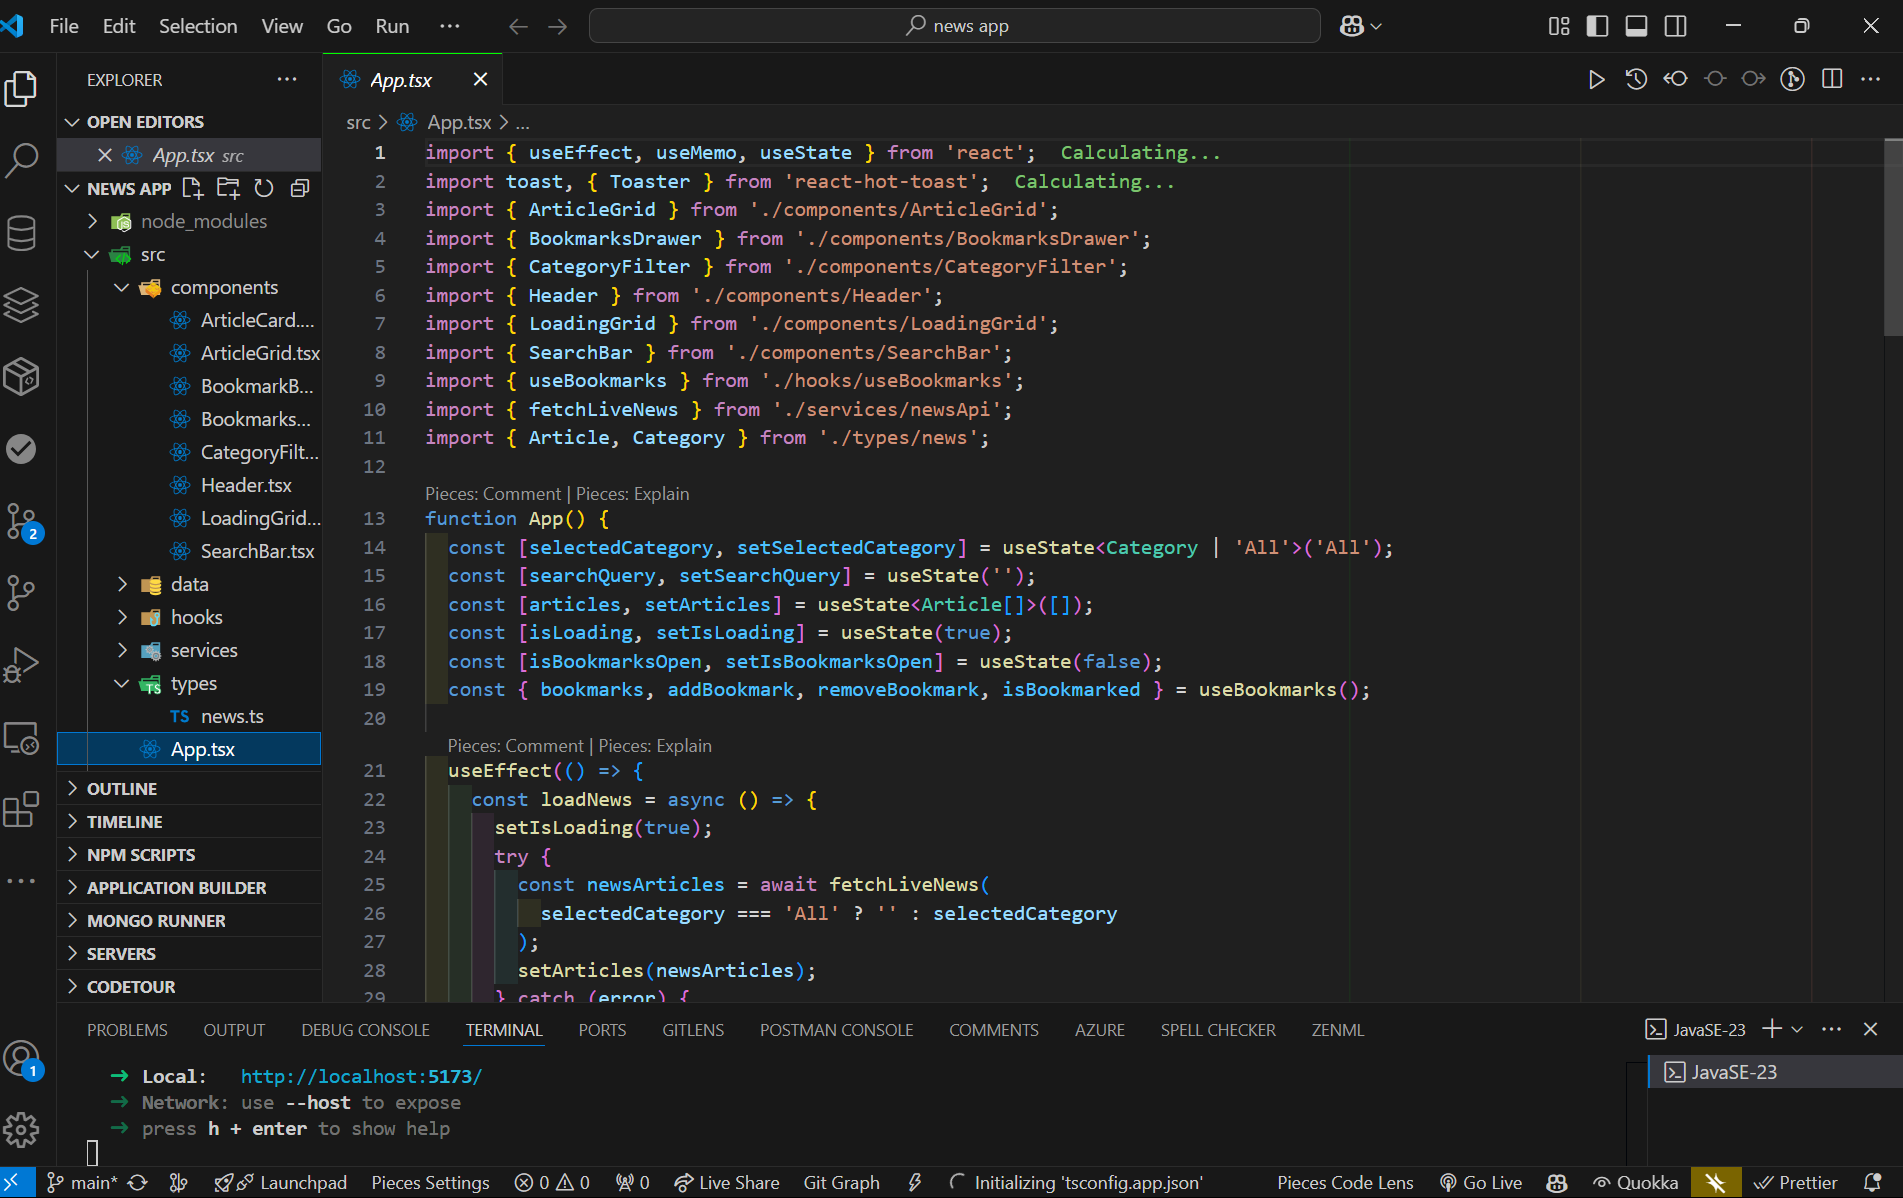 File Edit Selection View Go Run ··· news app
EXPLORER ···
OPEN EDITORS
App.tsx src
NEWS APP
node_modules
src
components
ArticleCard....
ArticleGrid.tsx
BookmarkB...
Bookmarks...
CategoryFilt...
Header.tsx
LoadingGrid...
SearchBar.tsx
data
hooks
services
TS types
TS news.ts
App.tsx
OUTLINE
TIMELINE
NPM SCRIPTS
APPLICATION BUILDER
MONGO RUNNER
SERVERS
CODETOUR
2
1
App.tsx
src > App.tsx > ...
1 import { useEffect, useMemo, useState } from 'react'; Calculating...
2 import toast, { Toaster } from 'react-hot-toast'; Calculating...
3 import { ArticleGrid } from './components/ArticleGrid';
4 import { BookmarksDrawer } from './components/BookmarksDrawer';
5 import { CategoryFilter } from './components/CategoryFilter';
6 import { Header } from './components/Header';
7 import { LoadingGrid } from './components/LoadingGrid';
8 import { SearchBar } from './components/SearchBar';
9 import { useBookmarks } from './hooks/useBookmarks';
10 import { fetchLiveNews } from './services/newsApi';
11 import { Article, Category } from './types/news';
12
Pieces: Comment | Pieces: Explain
13 function App() {
14 const [selectedCategory, setSelectedCategory] = useState<Category | 'All'>('All');
15 const [searchQuery, setSearchQuery] = useState('');
16 const [articles, setArticles] = useState<Article[]>([]);
17 const [isLoading, setIsLoading] = useState(true);
18 const [isBookmarksOpen, setIsBookmarksOpen] = useState(false);
19 const { bookmarks, addBookmark, removeBookmark, isBookmarked } = useBookmarks();
20
Pieces: Comment | Pieces: Explain
21 useEffect(() => {
22 const loadNews = async () => {
23 setIsLoading(true);
24 try {
25 const newsArticles = await fetchLiveNews(
26 selectedCategory === 'All' ? '' : selectedCategory
27 );
28 setArticles(newsArticles);
29 } catch (error) {
PROBLEMS OUTPUT DEBUG CONSOLE TERMINAL PORTS GITLENS POSTMAN CONSOLE COMMENTS AZURE SPELL CHECKER ZENML JavaSE-23 ···
➜ Local: http://localhost:5173/
➜ Network: use --host to expose
➜ press h + enter to show help
JavaSE-23
main* Launchpad Pieces Settings 0 0 0 Live Share Git Graph Initializing 'tsconfig.app.json' Pieces Code Lens Go Live Quokka Prettier